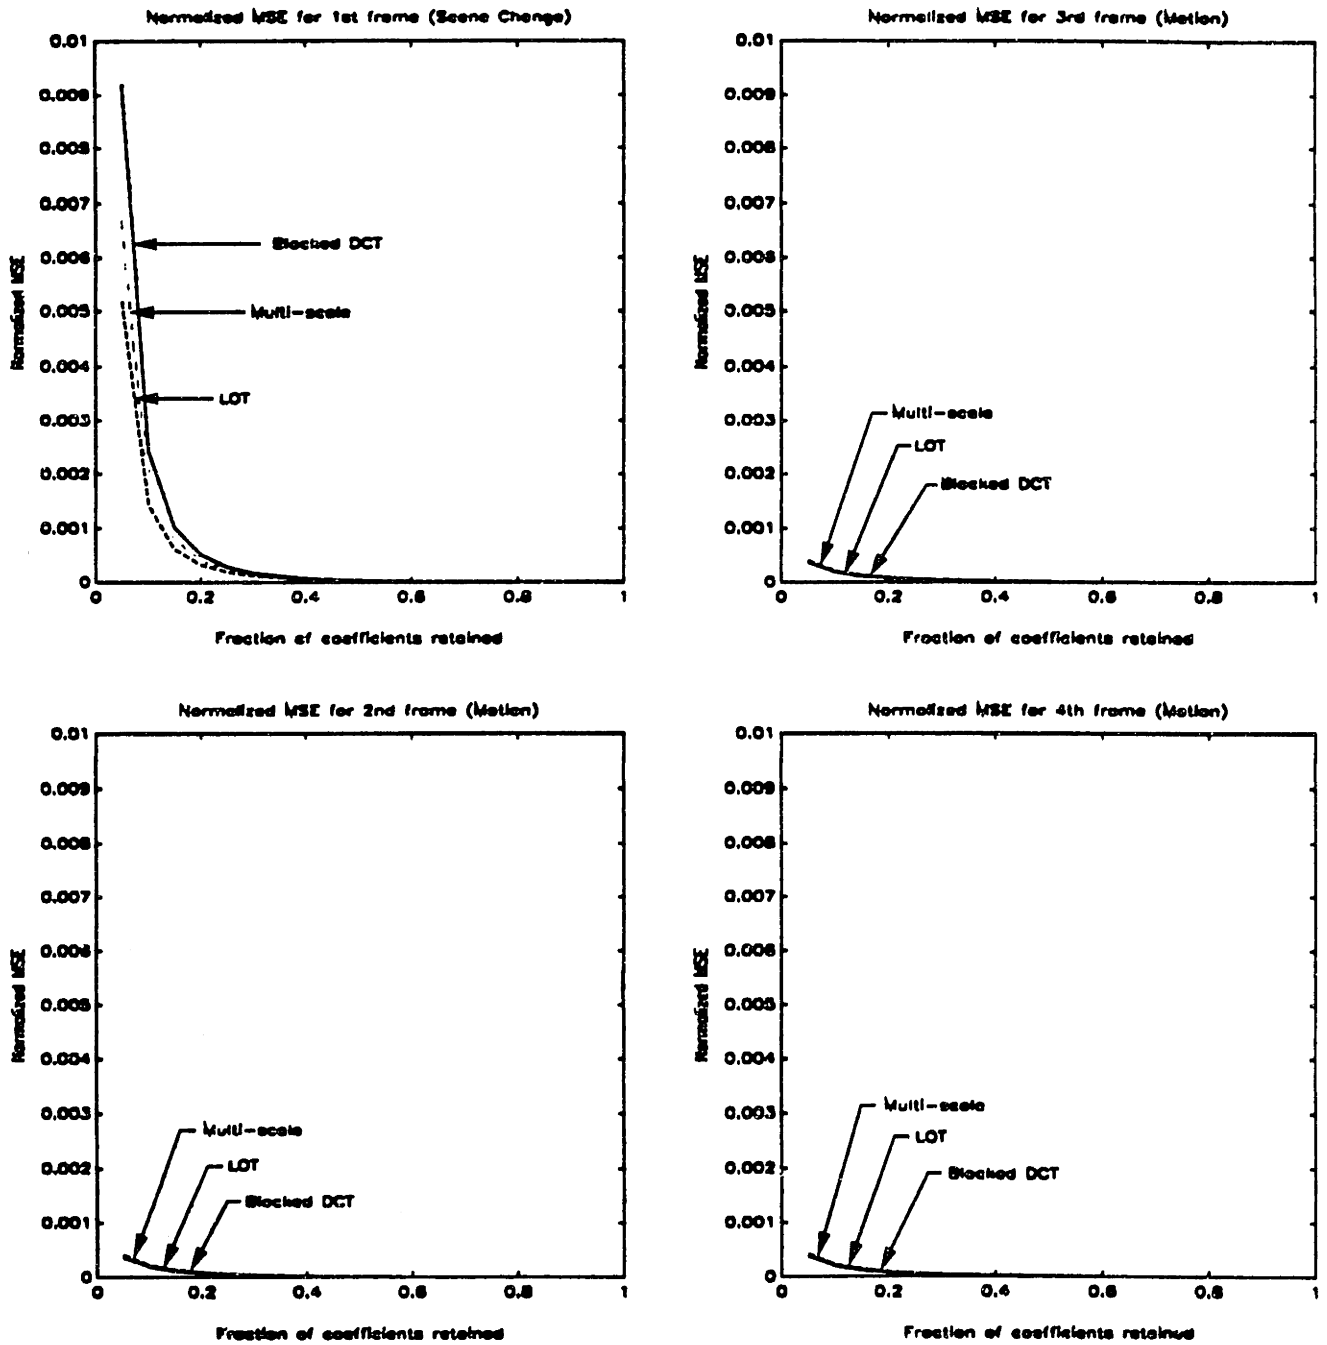 Normalized MSE for 1st frame (Scene Change)
0.01
0.009
0.008
0.007
0.006
0.005
0.004
0.003
0.002
0.001
0
Normalized MSE
Blocked DCT
Multi-scale
LOT
0
0.2
0.4
0.6
0.8
1
Fraction of coefficients retained
Normalized MSE for 3rd frame (Motion)
0.01
0.009
0.008
0.007
0.006
0.005
0.004
0.003
0.002
0.001
0
Normalized MSE
Multi-scale
LOT
Blocked DCT
0
0.2
0.4
0.6
0.8
1
Fraction of coefficients retained
Normalized MSE for 2nd frame (Motion)
0.01
0.009
0.008
0.007
0.006
0.005
0.004
0.003
0.002
0.001
0
Normalized MSE
Multi-scale
LOT
Blocked DCT
0
0.2
0.4
0.6
0.8
1
Fraction of coefficients retained
Normalized MSE for 4th frame (Motion)
0.01
0.009
0.008
0.007
0.006
0.005
0.004
0.003
0.002
0.001
0
Normalized MSE
Multi-scale
LOT
Blocked DCT
0
0.2
0.4
0.6
0.8
1
Fraction of coefficients retained